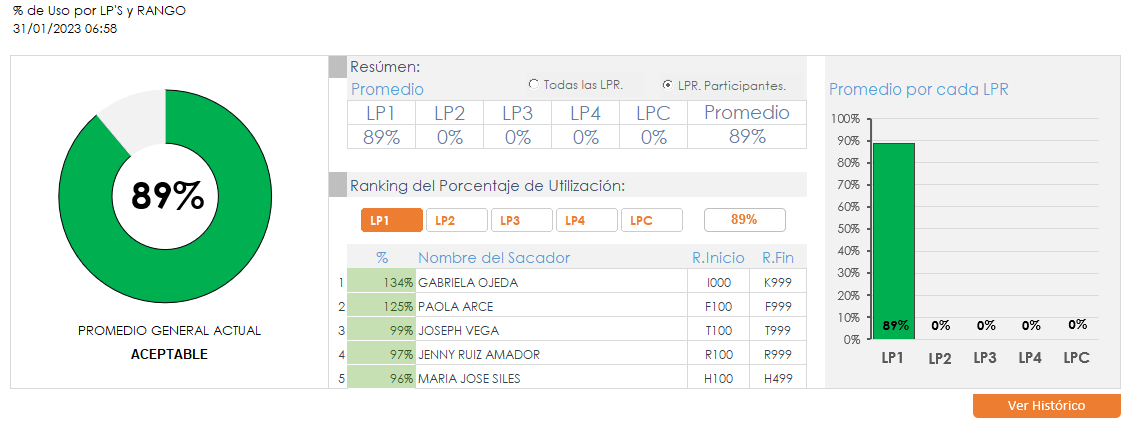 % de Uso por LP'S y RANGO
31/01/2023 06:58
89%
PROMEDIO GENERAL ACTUAL
ACEPTABLE
Resúmen:
Promedio
Todas las LPR.
LPR. Participantes.
LP1 LP2 LP3 LP4 LPC Promedio
89% 0% 0% 0% 0% 89%
Ranking del Porcentaje de Utilización:
LP1 LP2 LP3 LP4 LPC 89%
% Nombre del Sacador R.Inicio R.Fin
1 134% GABRIELA OJEDA I000 K999
2 125% PAOLA ARCE F100 F999
3 99% JOSEPH VEGA T100 T999
4 97% JENNY RUIZ AMADOR R100 R999
5 96% MARIA JOSE SILES H100 H499
Promedio por cada LPR
100%
90%
80%
70%
60%
50%
40%
30%
20%
10%
0%
89% 0% 0% 0% 0%
LP1 LP2 LP3 LP4 LPC
Ver Histórico